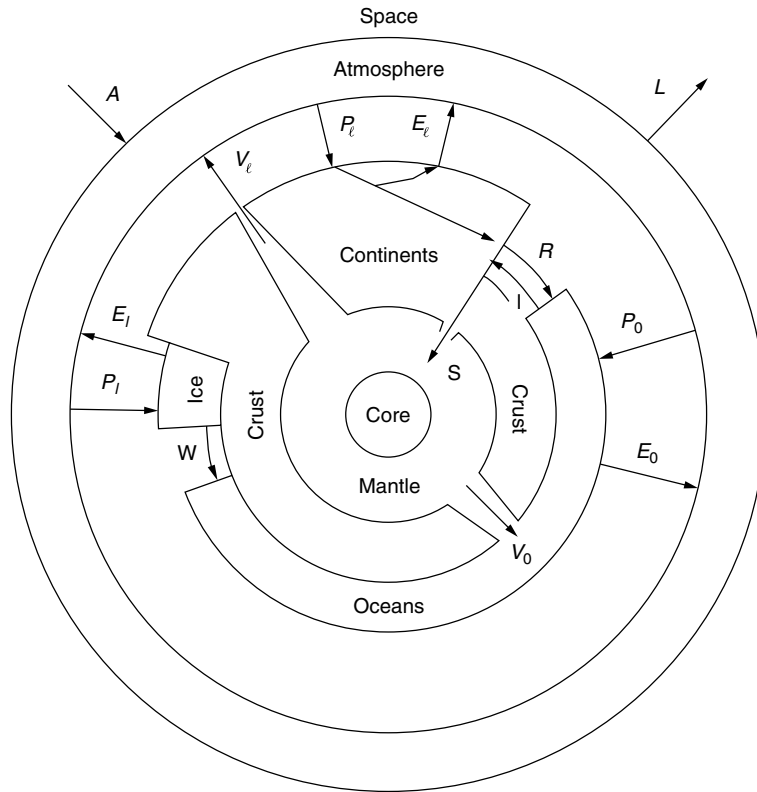 Space
Atmosphere
A
L
Pℓ
Eℓ
Vℓ
Continents
R
I
EI
P0
PI
Ice
S
Crust
Core
Crust
W
Mantle
E0
V0
Oceans